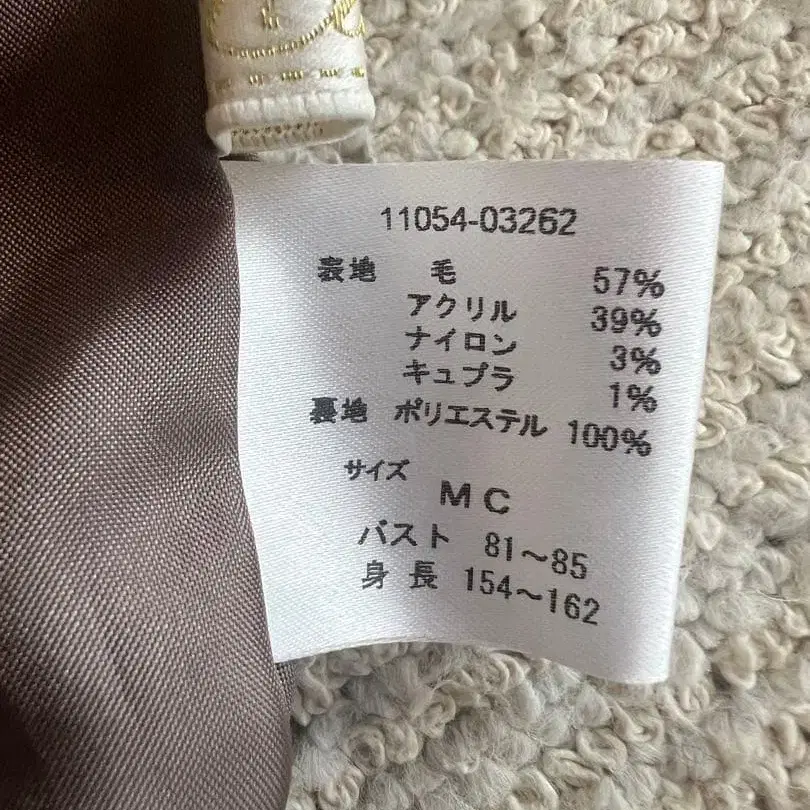 11054-03262
表地 毛 57%
アクリル 39%
ナイロン 3%
キュプラ 1%
裏地 ポリエステル 100%
サイズ
MC
バスト 81～85
身長 154～162